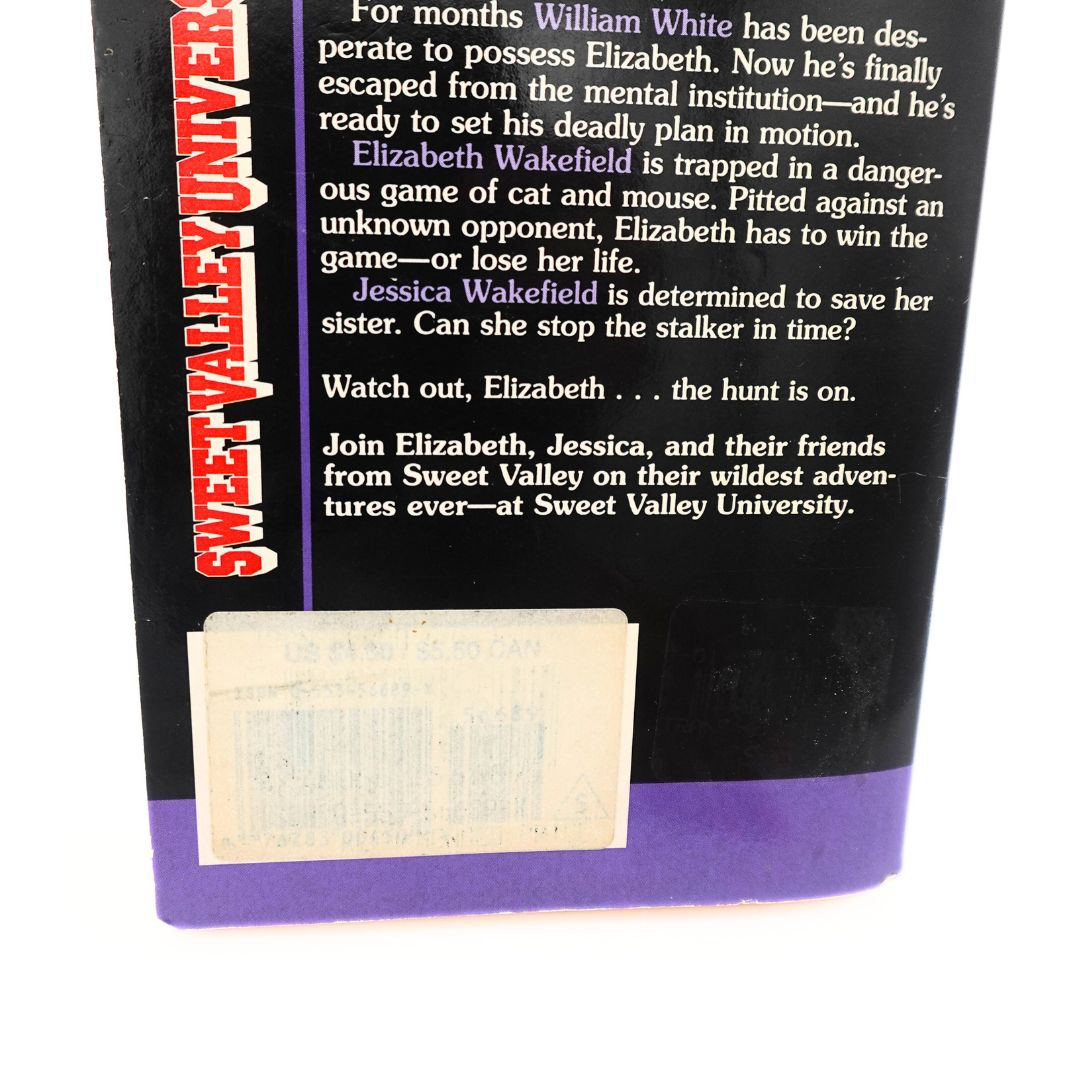 SWEET VALLEY UNIVERS
For months William White has been des-
perate to possess Elizabeth. Now he's finally
escaped from the mental institution—and he's
ready to set his deadly plan in motion.
Elizabeth Wakefield is trapped in a danger-
ous game of cat and mouse. Pitted against an
unknown opponent, Elizabeth has to win the
game—or lose her life.
Jessica Wakefield is determined to save her
sister. Can she stop the stalker in time?
Watch out, Elizabeth . . . the hunt is on.
Join Elizabeth, Jessica, and their friends
from Sweet Valley on their wildest adven-
tures ever—at Sweet Valley University.
US / $5.50 CAN
ISBN